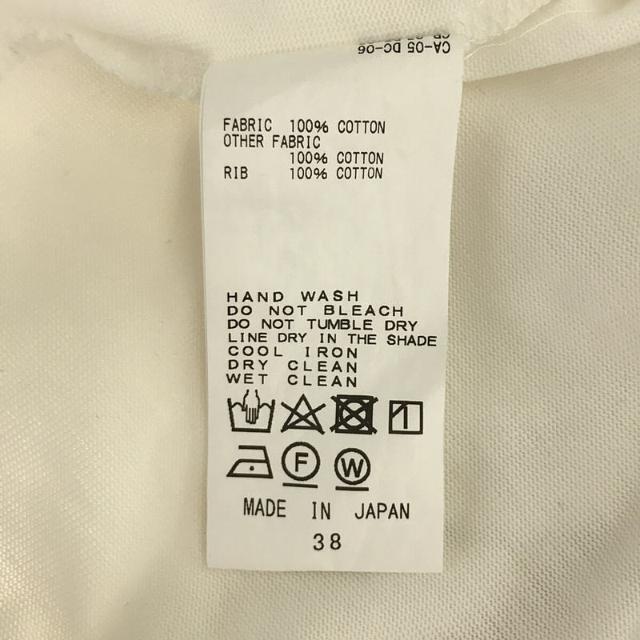 CA-05 DC-06
FABRIC 100% COTTON
OTHER FABRIC
100% COTTON
RIB 100% COTTON
HAND WASH
DO NOT BLEACH
DO NOT TUMBLE DRY
LINE DRY IN THE SHADE
COOL IRON
DRY CLEAN
WET CLEAN
F W
MADE IN JAPAN
38